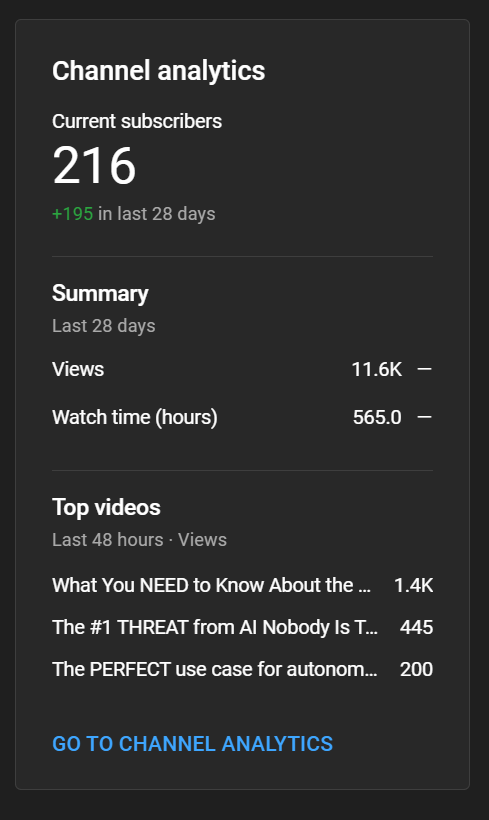 Channel analytics
Current subscribers
216
+195 in last 28 days
Summary
Last 28 days
Views 11.6K —
Watch time (hours) 565.0 —
Top videos
Last 48 hours · Views
What You NEED to Know About the ... 1.4K
The #1 THREAT from AI Nobody Is T... 445
The PERFECT use case for autonom... 200
GO TO CHANNEL ANALYTICS